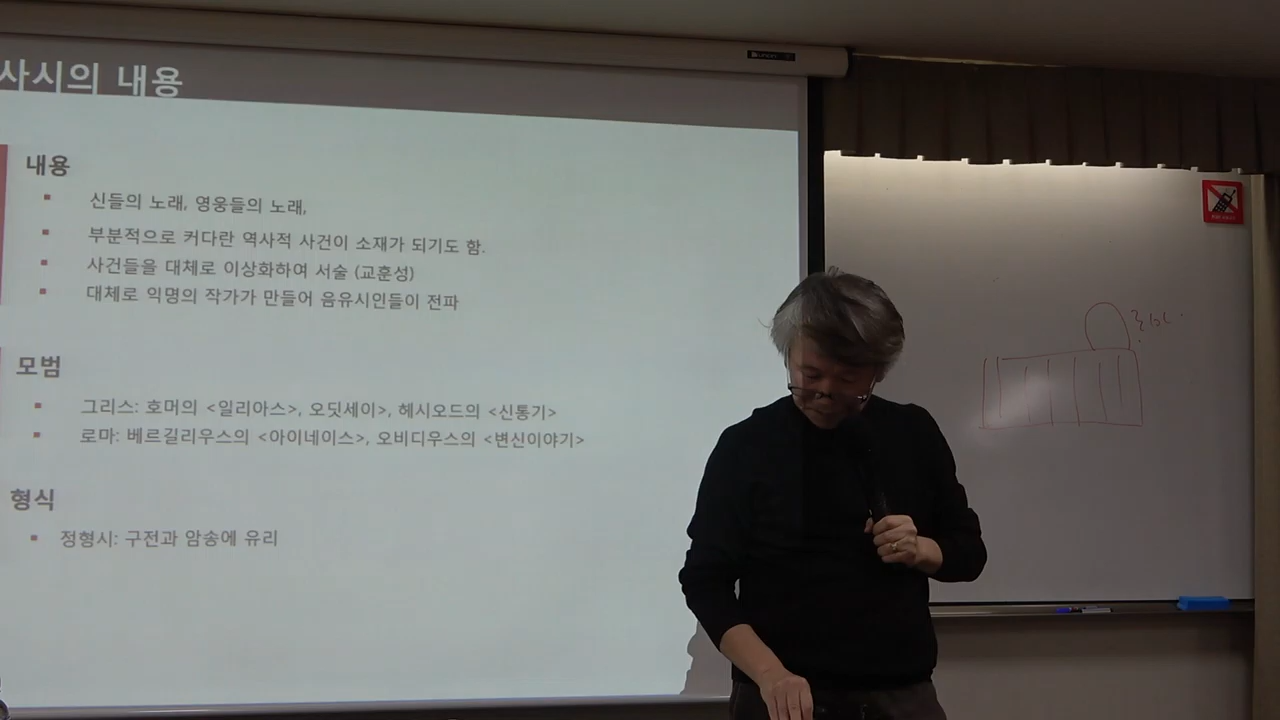 사시의 내용
내용
▪ 신들의 노래, 영웅들의 노래,
▪ 부분적으로 커다란 역사적 사건이 소재가 되기도 함.
▪ 사건들을 대체로 이상화하여 서술 (교훈성)
▪ 대체로 익명의 작가가 만들어 음유시인들이 전파
모범
▪ 그리스: 호머의 <일리아스>, 오딧세이>, 헤시오드의 <신통기>
▪ 로마: 베르길리우스의 <아이네이스>, 오비디우스의 <변신이야기>
형식
▪ 정형시: 구전과 암송에 유리